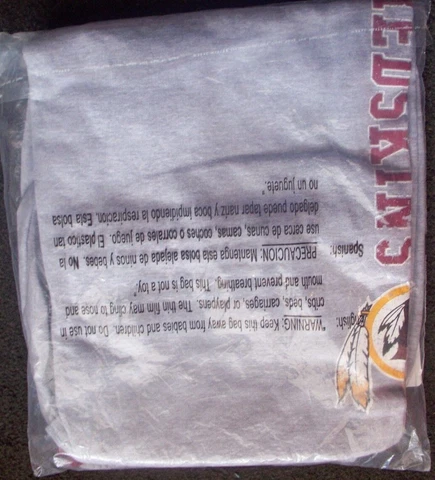 English:
"WARNING: Keep this bag away from babies and children. Do not use in
cribs, beds, carriages, or playpens. The thin film may cling to nose and
mouth and prevent breathing. This bag is not a toy".
Spanish:
PRECAUCION: Mantenga esta bolsa alejada de ninos y bebes. No la
use cerca de cunas, camas, coches o corrales de juego. El plastico tan
delgado puede tapar nariz y boca impidiendo la respiracion. Esta bolsa
no un juguete."
EDSKINS